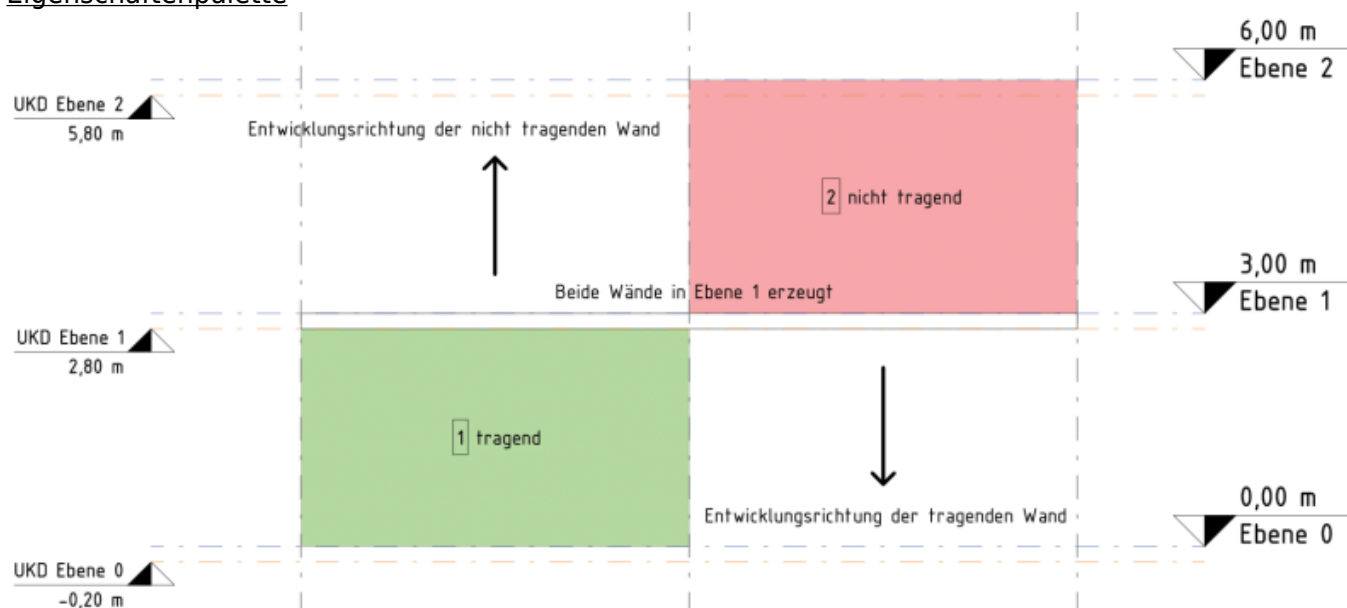 Eigenschaftenpalette
6,00 m
Ebene 2
UKD Ebene 2
5,80 m
Entwicklungsrichtung der nicht tragenden Wand
2 nicht tragend
3,00 m
Beide Wände in Ebene 1 erzeugt
Ebene 1
UKD Ebene 1
2,80 m
1 tragend
0,00 m
Entwicklungsrichtung der tragenden Wand
Ebene 0
UKD Ebene 0
-0,20 m